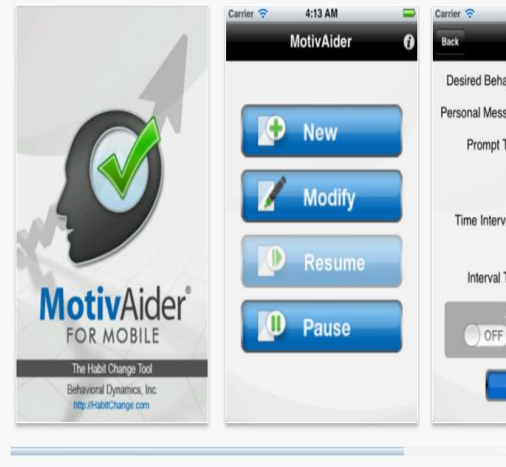 MotivAider®
FOR MOBILE
The Habit Change Tool
Behavioral Dynamics, Inc.
http://HabitChange.com
Carrier 4:13 AM
MotivAider
New
Modify
Resume
Pause
Carrier
Back
Desired Beha
Personal Mess
Prompt T
Time Interv
Interval T
OFF